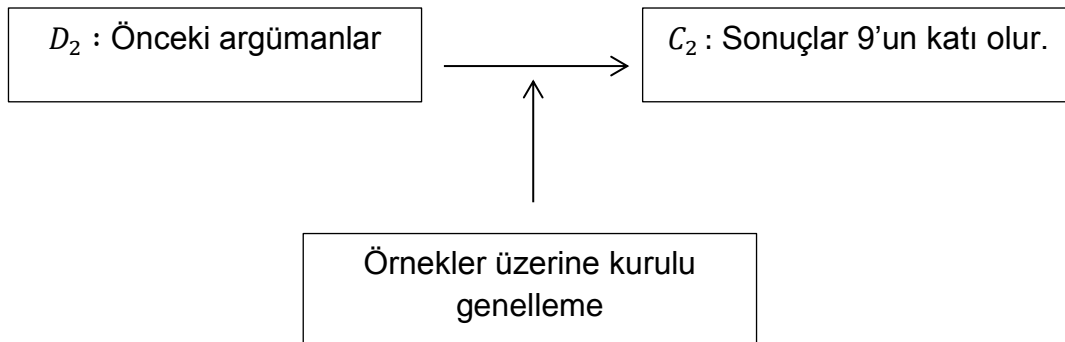 D₂ : Önceki argümanlar
C₂ : Sonuçlar 9’un katı olur.
Örnekler üzerine kurulu
genelleme